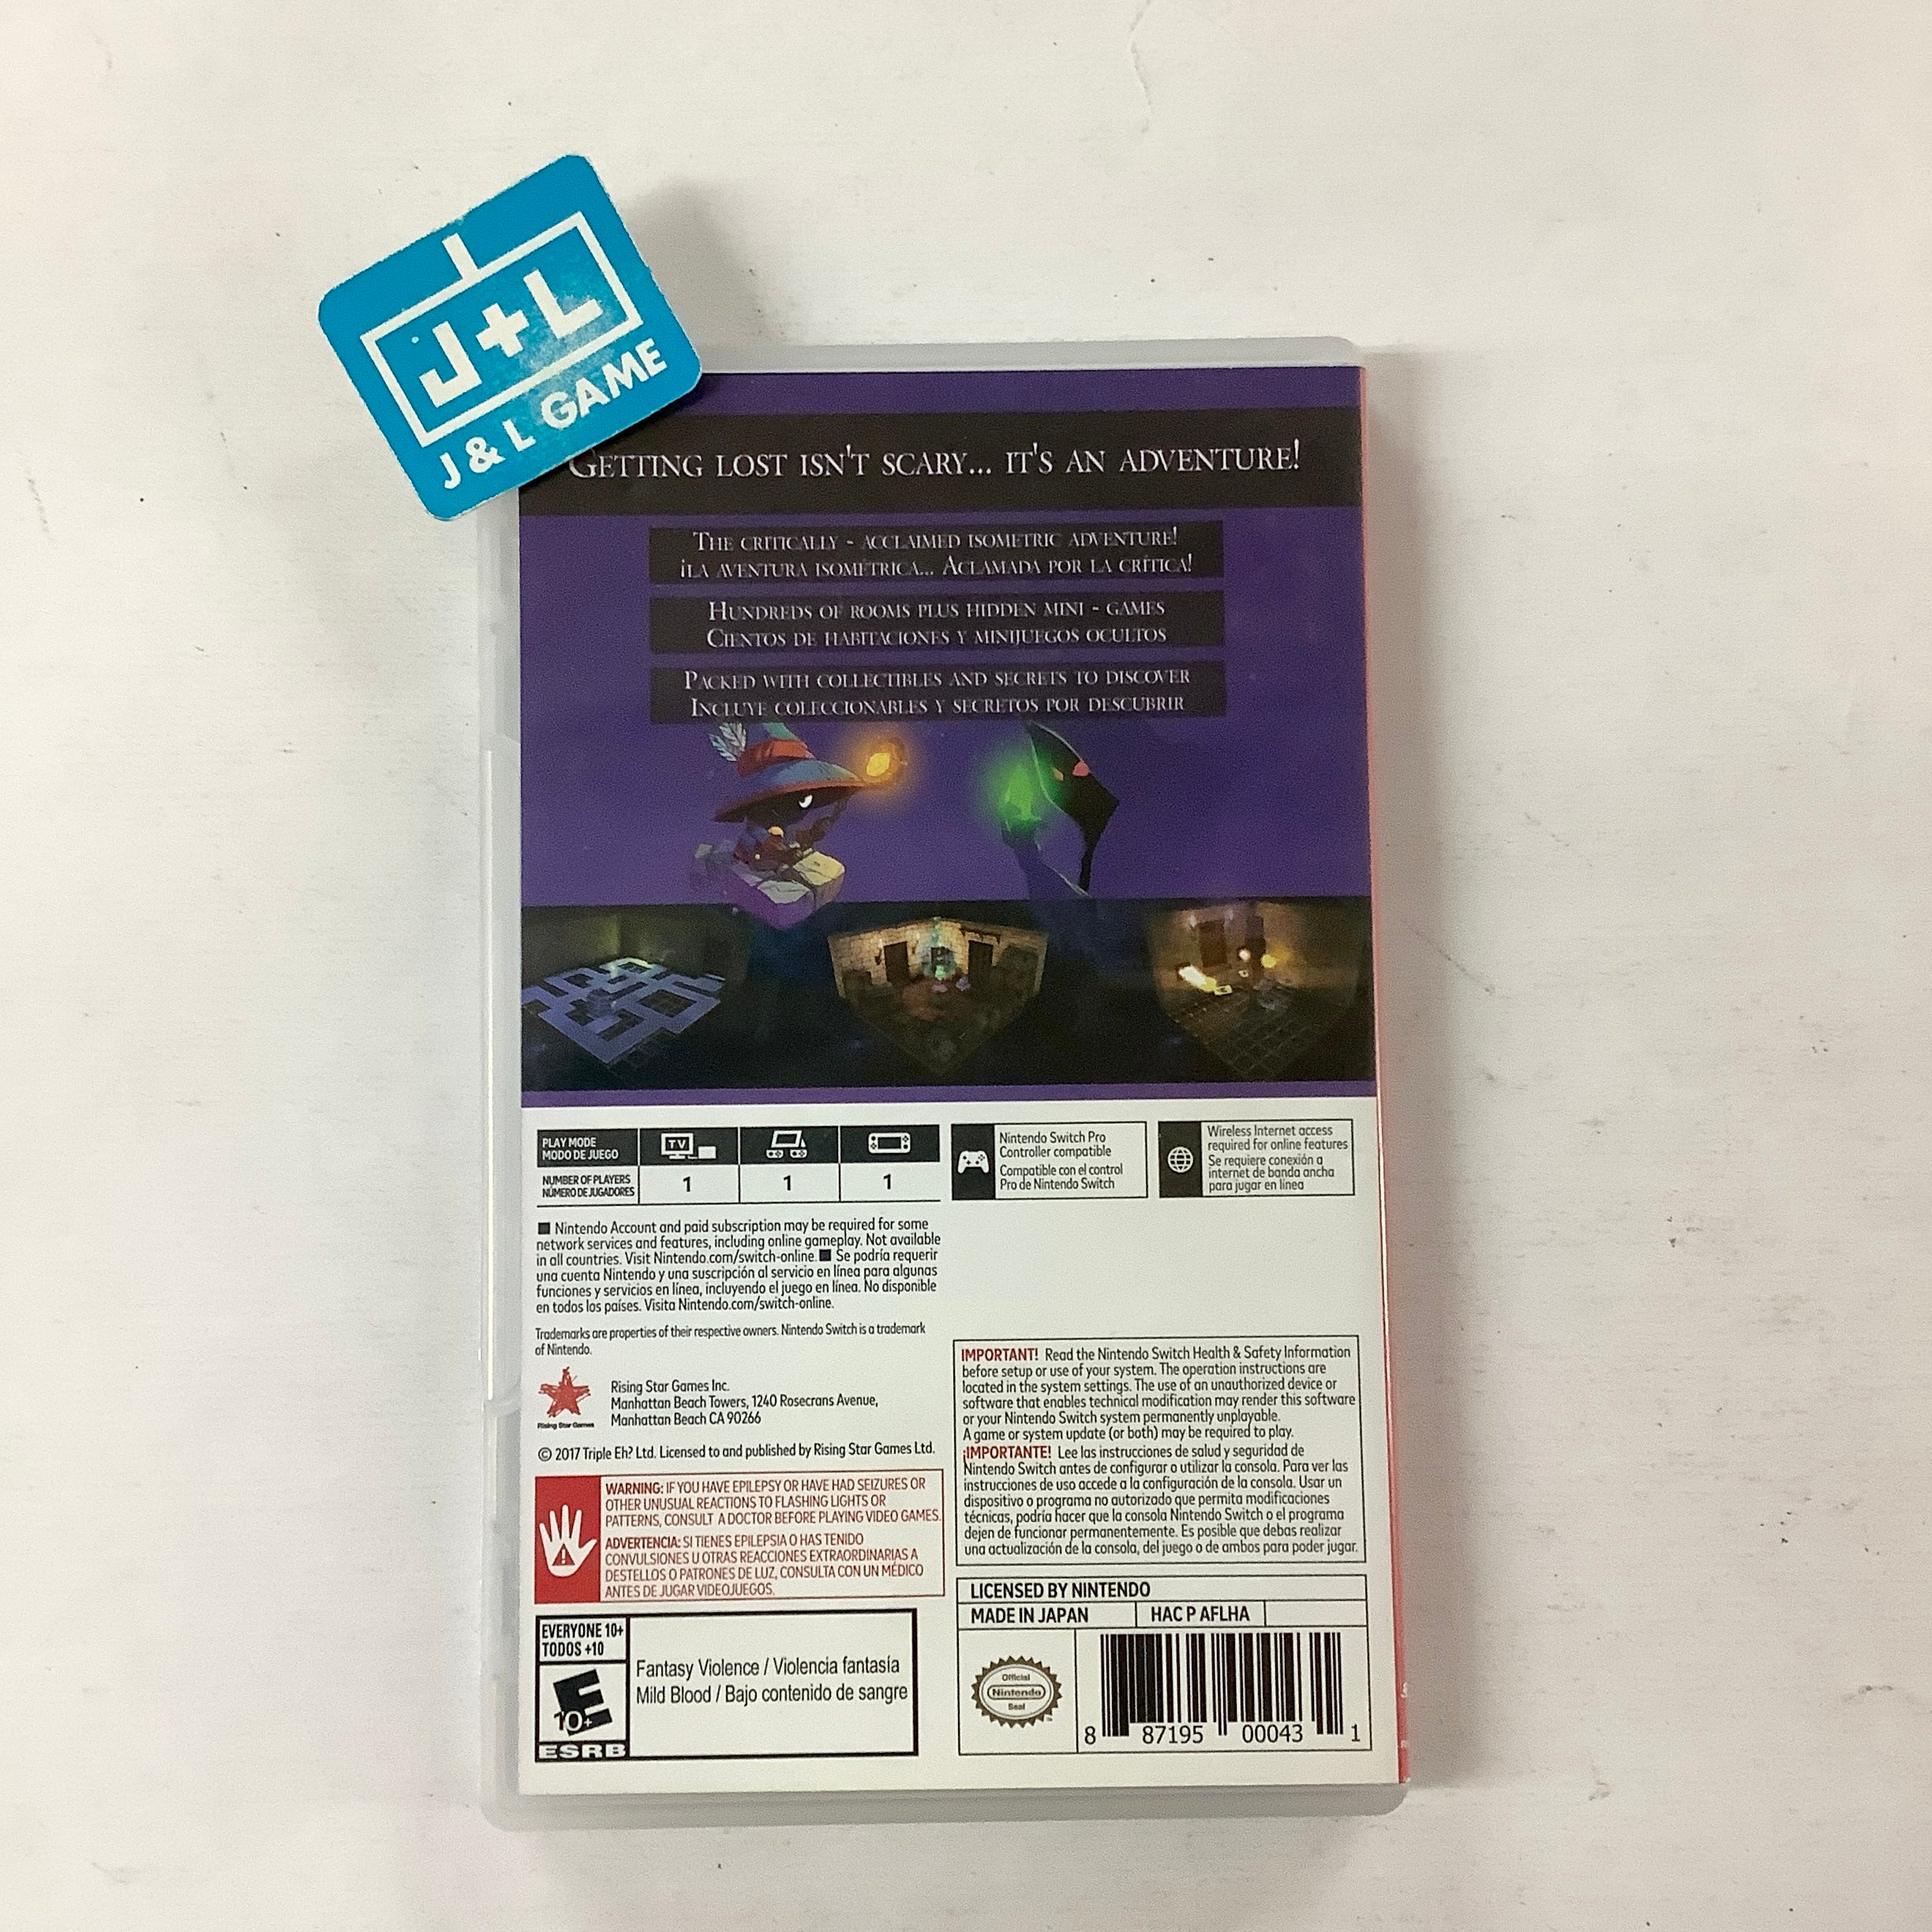 J+L
J & L GAME
GETTING LOST ISN'T SCARY... IT'S AN ADVENTURE!
THE CRITICALLY - ACCLAIMED ISOMETRIC ADVENTURE!
¡LA AVENTURA ISOMÉTRICA... ACLAMADA POR LA CRÍTICA!
HUNDREDS OF ROOMS PLUS HIDDEN MINI - GAMES
CIENTOS DE HABITACIONES Y MINIJUEGOS OCULTOS
PACKED WITH COLLECTIBLES AND SECRETS TO DISCOVER
INCLUYE COLECCIONABLES Y SECRETOS POR DESCUBRIR
PLAY MODE
MODO DE JUEGO
TV
NUMBER OF PLAYERS
NÚMERO DE JUGADORES
1 1 1
Nintendo Switch Pro
Controller compatible
Compatible con el control
Pro de Nintendo Switch
Wireless Internet access
required for online features
Se requiere conexión a
internet de banda ancha
para jugar en línea
■ Nintendo Account and paid subscription may be required for some
network services and features, including online gameplay. Not available
in all countries. Visit Nintendo.com/switch-online. ■ Se podría requerir
una cuenta Nintendo y una suscripción al servicio en línea para algunas
funciones y servicios en línea, incluyendo el juego en línea. No disponible
en todos los países. Visita Nintendo.com/switch-online.
Trademarks are properties of their respective owners. Nintendo Switch is a trademark
of Nintendo.
Rising Star Games
Rising Star Games Inc.
Manhattan Beach Towers, 1240 Rosecrans Avenue,
Manhattan Beach CA 90266
© 2017 Triple Eh? Ltd. Licensed to and published by Rising Star Games Ltd.
WARNING: IF YOU HAVE EPILEPSY OR HAVE HAD SEIZURES OR
OTHER UNUSUAL REACTIONS TO FLASHING LIGHTS OR
PATTERNS, CONSULT A DOCTOR BEFORE PLAYING VIDEO GAMES.
ADVERTENCIA: SI TIENES EPILEPSIA O HAS TENIDO
CONVULSIONES U OTRAS REACCIONES EXTRAORDINARIAS A
DESTELLOS O PATRONES DE LUZ, CONSULTA CON UN MÉDICO
ANTES DE JUGAR VIDEOJUEGOS.
EVERYONE 10+
TODOS +10
E
10+
ESRB
Fantasy Violence / Violencia fantasía
Mild Blood / Bajo contenido de sangre
IMPORTANT! Read the Nintendo Switch Health & Safety Information
before setup or use of your system. The operation instructions are
located in the system settings. The use of an unauthorized device or
software that enables technical modification may render this software
or your Nintendo Switch system permanently unplayable.
A game or system update (or both) may be required to play.
¡IMPORTANTE! Lee las instrucciones de salud y seguridad de
Nintendo Switch antes de configurar o utilizar la consola. Para ver las
instrucciones de uso accede a la configuración de la consola. Usar un
dispositivo o programa no autorizado que permita modificaciones
técnicas, podría hacer que la consola Nintendo Switch o el programa
dejen de funcionar permanentemente. Es posible que debas realizar
una actualización de la consola, del juego o de ambos para poder jugar.
LICENSED BY NINTENDO
MADE IN JAPAN HAC P AFLHA
Official
Nintendo
Seal
8 87195 00043 1